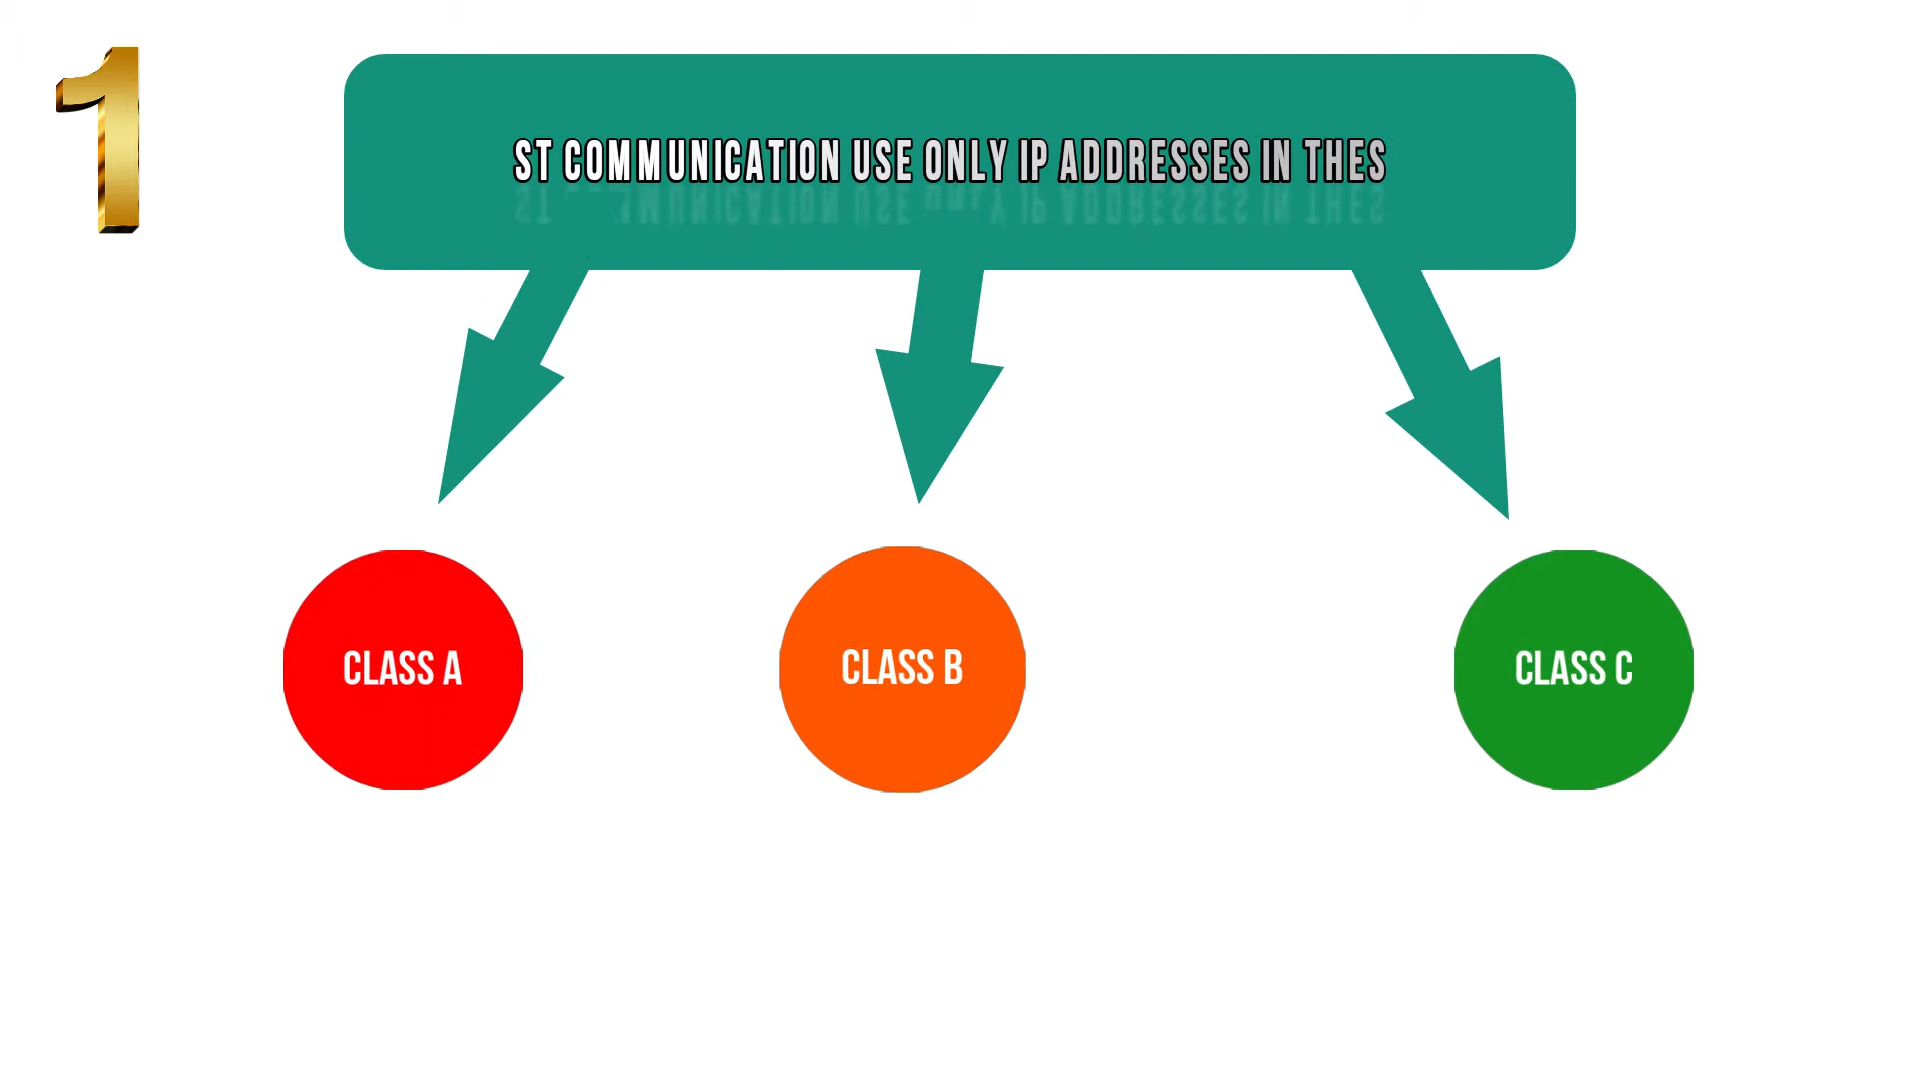 1
ST COMMUNICATION USE ONLY IP ADDRESSES IN THES
CLASS A
CLASS B
CLASS C